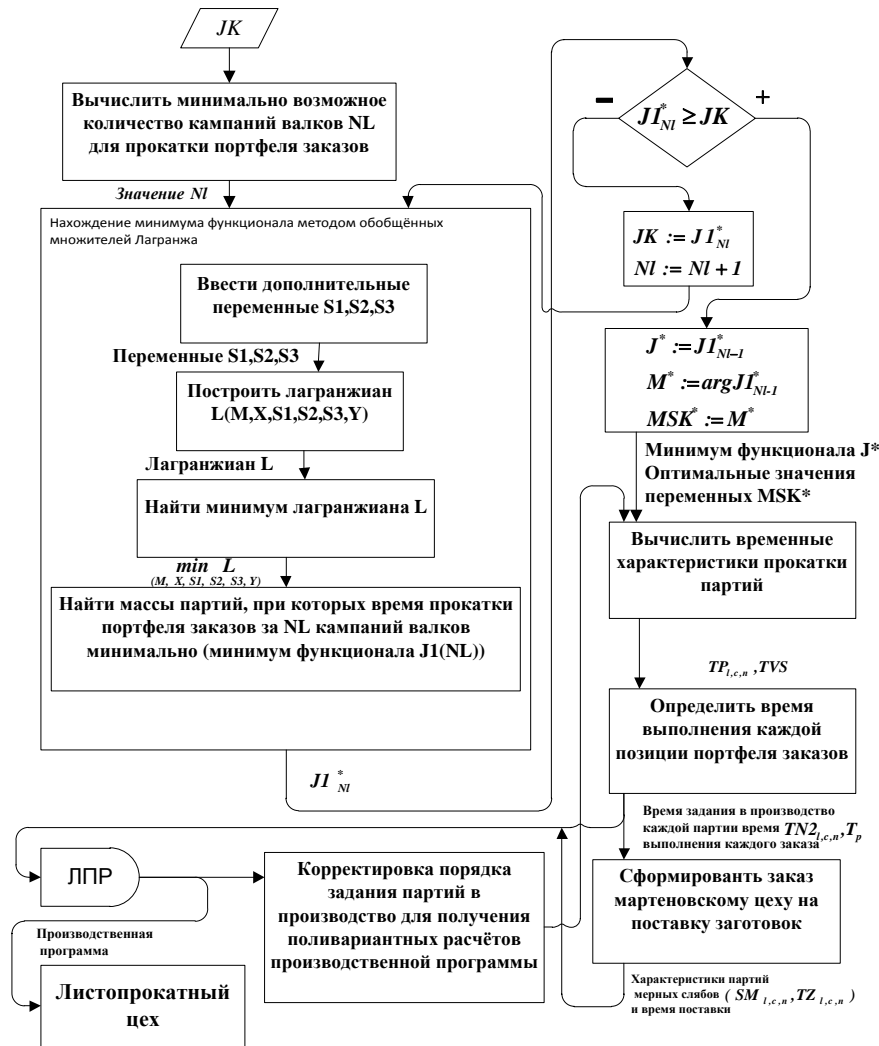 JK
Вычислить минимально возможное
количество кампаний валков NL
для прокатки портфеля заказов
Значение Nl
Нахождение минимума функционала методом обобщённых
множителей Лагранжа
Ввести дополнительные
переменные S1,S2,S3
Переменные S1,S2,S3
Построить лагранжиан
L(M,X,S1,S2,S3,Y)
Лагранжиан L
Найти минимум лагранжиана L
min L
(M, X, S1, S2, S3, Y)
Найти массы партий, при которых время прокатки
портфеля заказов за NL кампаний валков
минимально (минимум функционала J1(NL))
J1*Nl
– +
J1*Nl ≥ JK
JK := J1*Nl
Nl := Nl + 1
J* := J1*Nl–1
M* := argJ1*Nl-1
MSK* := M*
Минимум функционала J*
Оптимальные значения
переменных MSK*
Вычислить временные
характеристики прокатки
партий
TPl,c,n ,TVS
Определить время
выполнения каждой
позиции портфеля заказов
Время задания в производство
каждой партии время TN2l,c,n,Tp
выполнения каждого заказа
Сформированть заказ
мартеновскому цеху на
поставку заготовок
Характеристики партий
мерных слябов ( SM l,c,n ,TZ l,c,n )
и время поставки
ЛПР
Корректировка порядка
задания партий в
производство для получения
поливариантных расчётов
производственной программы
Производственная
программа
Листопрокатный
цех